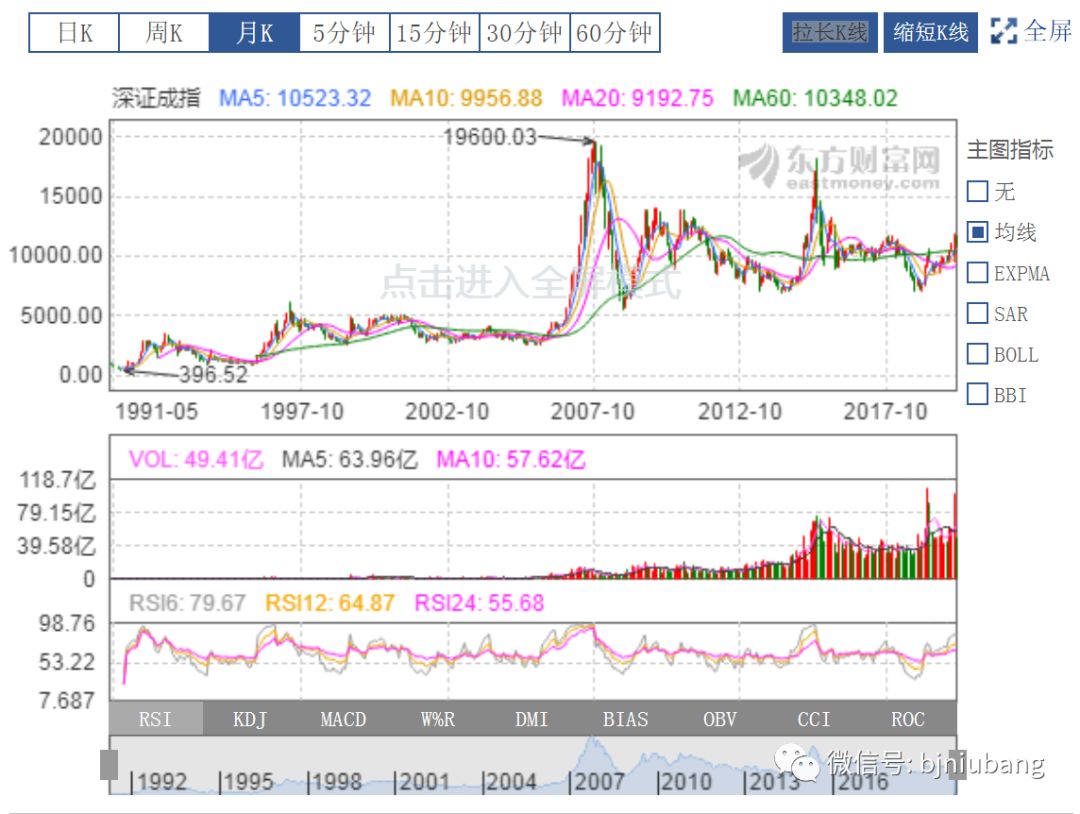 日K 周K 月K 5分钟 15分钟 30分钟 60分钟 拉长K线 缩短K线 全屏
深证成指 MA5: 10523.32 MA10: 9956.88 MA20: 9192.75 MA60: 10348.02
20000
19600.03
东方财富网
eastmoney.com
主图指标
15000
无
均线
10000.00
EXPMA
点击进入全屏模式
5000.00
SAR
BOLL
0.00
396.52
BBI
1991-05 1997-10 2002-10 2007-10 2012-10 2017-10
VOL: 49.41亿 MA5: 63.96亿 MA10: 57.62亿
118.7亿
79.15亿
39.58亿
0
RSI6: 79.67 RSI12: 64.87 RSI24: 55.68
98.76
53.22
7.687
RSI KDJ MACD W%R DMI BIAS OBV CCI ROC
微信号: bjniubang
1992 1995 1998 2001 2004 2007 2010 2013 2016